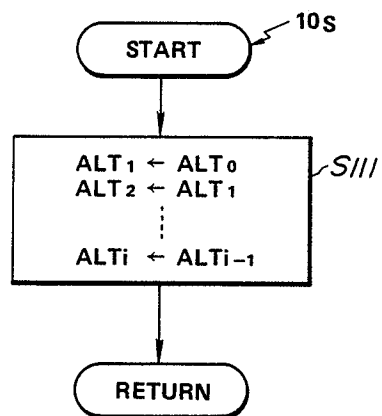 10S
START
ALT1 ← ALT0
ALT2 ← ALT1
ALTi ← ALTi-1
S111
RETURN